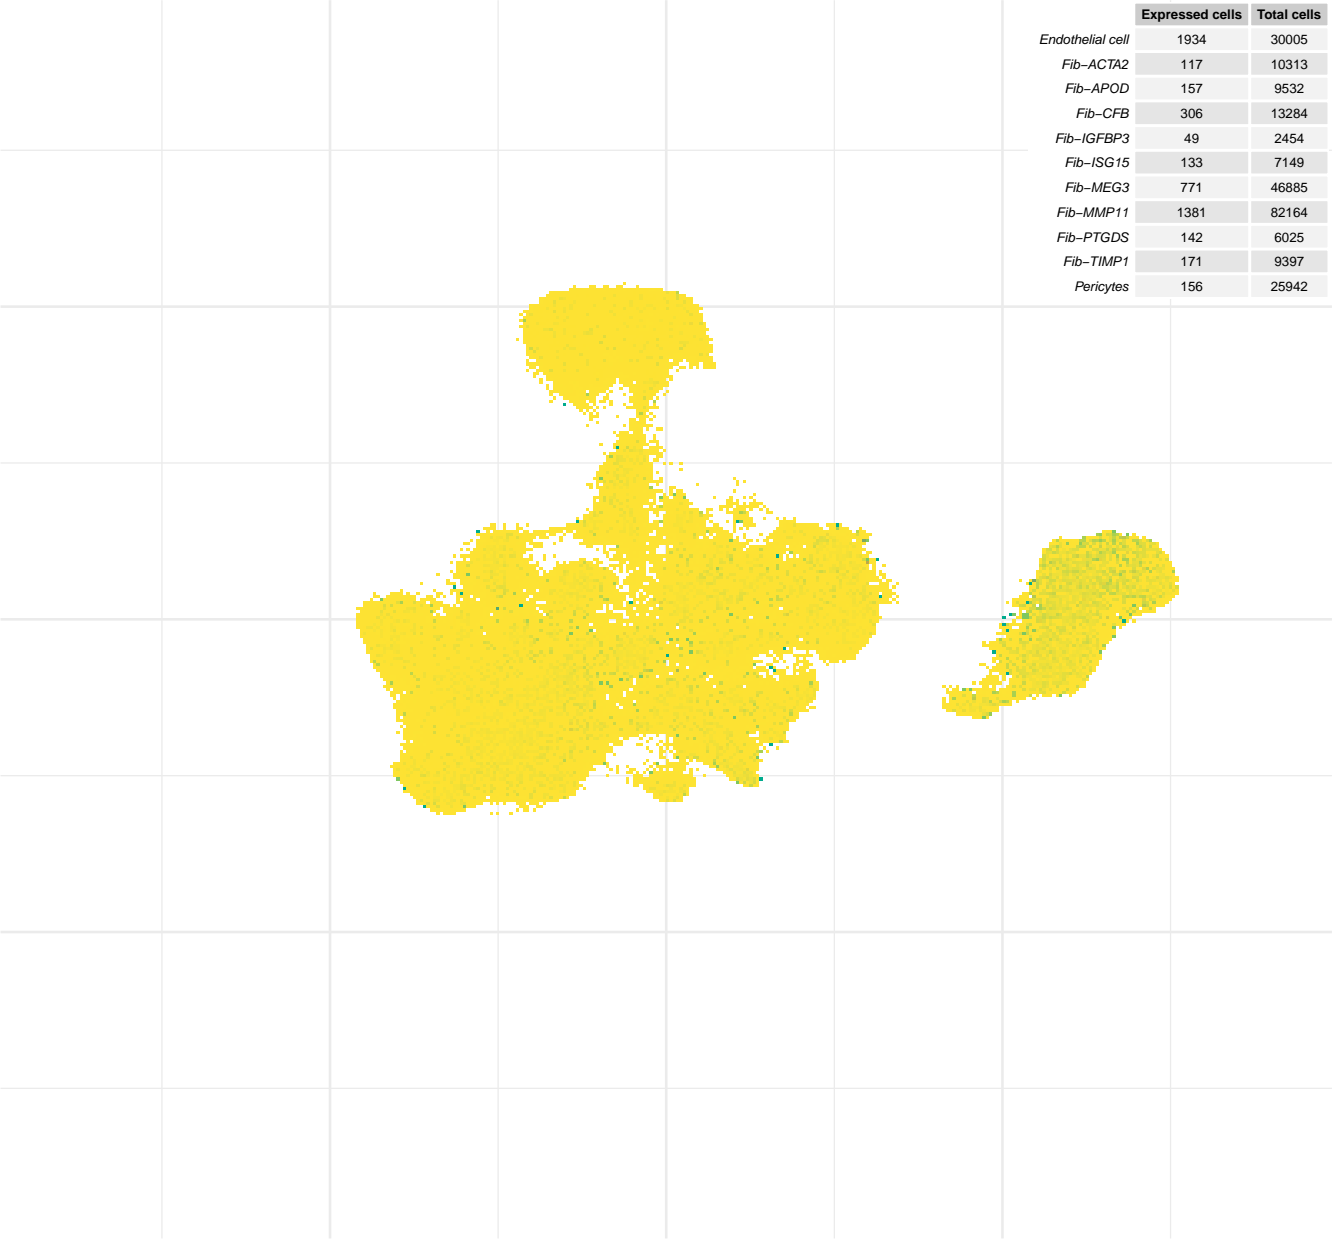 Expressed cells Total cells
Endothelial cell 1934 30005
Fib−ACTA2 117 10313
Fib−APOD 157 9532
Fib−CFB 306 13284
Fib−IGFBP3 49 2454
Fib−ISG15 133 7149
Fib−MEG3 771 46885
Fib−MMP11 1381 82164
Fib−PTGDS 142 6025
Fib−TIMP1 171 9397
Pericytes 156 25942